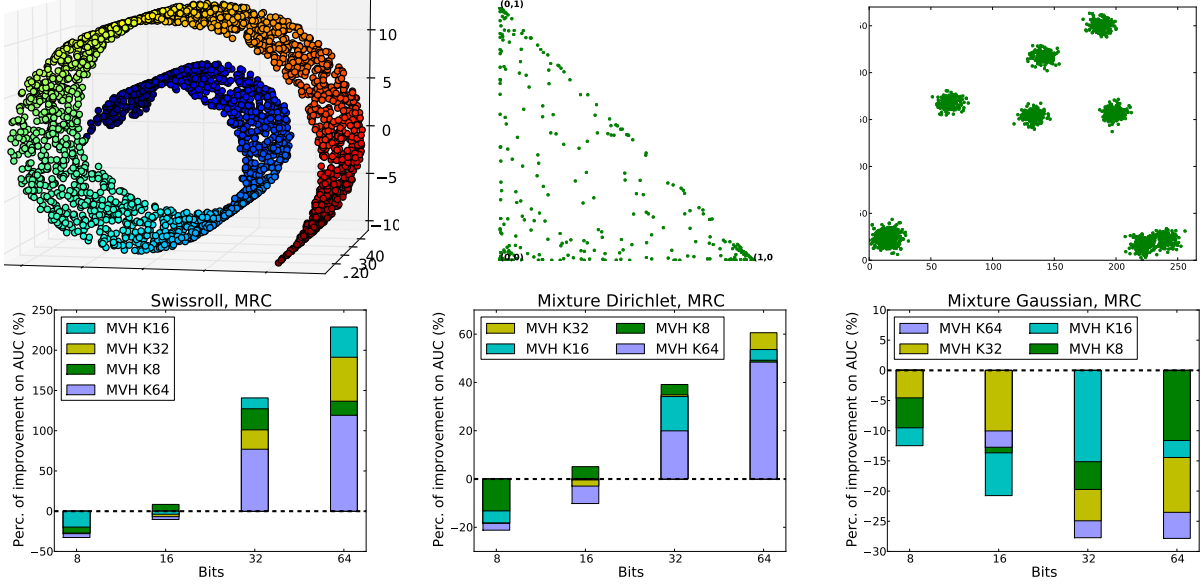 10
5
0
−5
−10
40
30
20
(0,1)
(0,0)
(1,0
0
0 50 100 150 200 250
Swissroll, MRC
Perc. of improvement on AUC (%)
250
200
150
100
50
0
−50
MVH K16
MVH K32
MVH K8
MVH K64
8 16 32 64
Bits
Mixture Dirichlet, MRC
Perc. of improvement on AUC (%)
60
40
20
0
−20
MVH K32 MVH K8
MVH K16 MVH K64
8 16 32 64
Bits
Mixture Gaussian, MRC
Perc. of improvement on AUC (%)
10
5
0
−5
−10
−15
−20
−25
−30
MVH K64 MVH K16
MVH K32 MVH K8
8 16 32 64
Bits